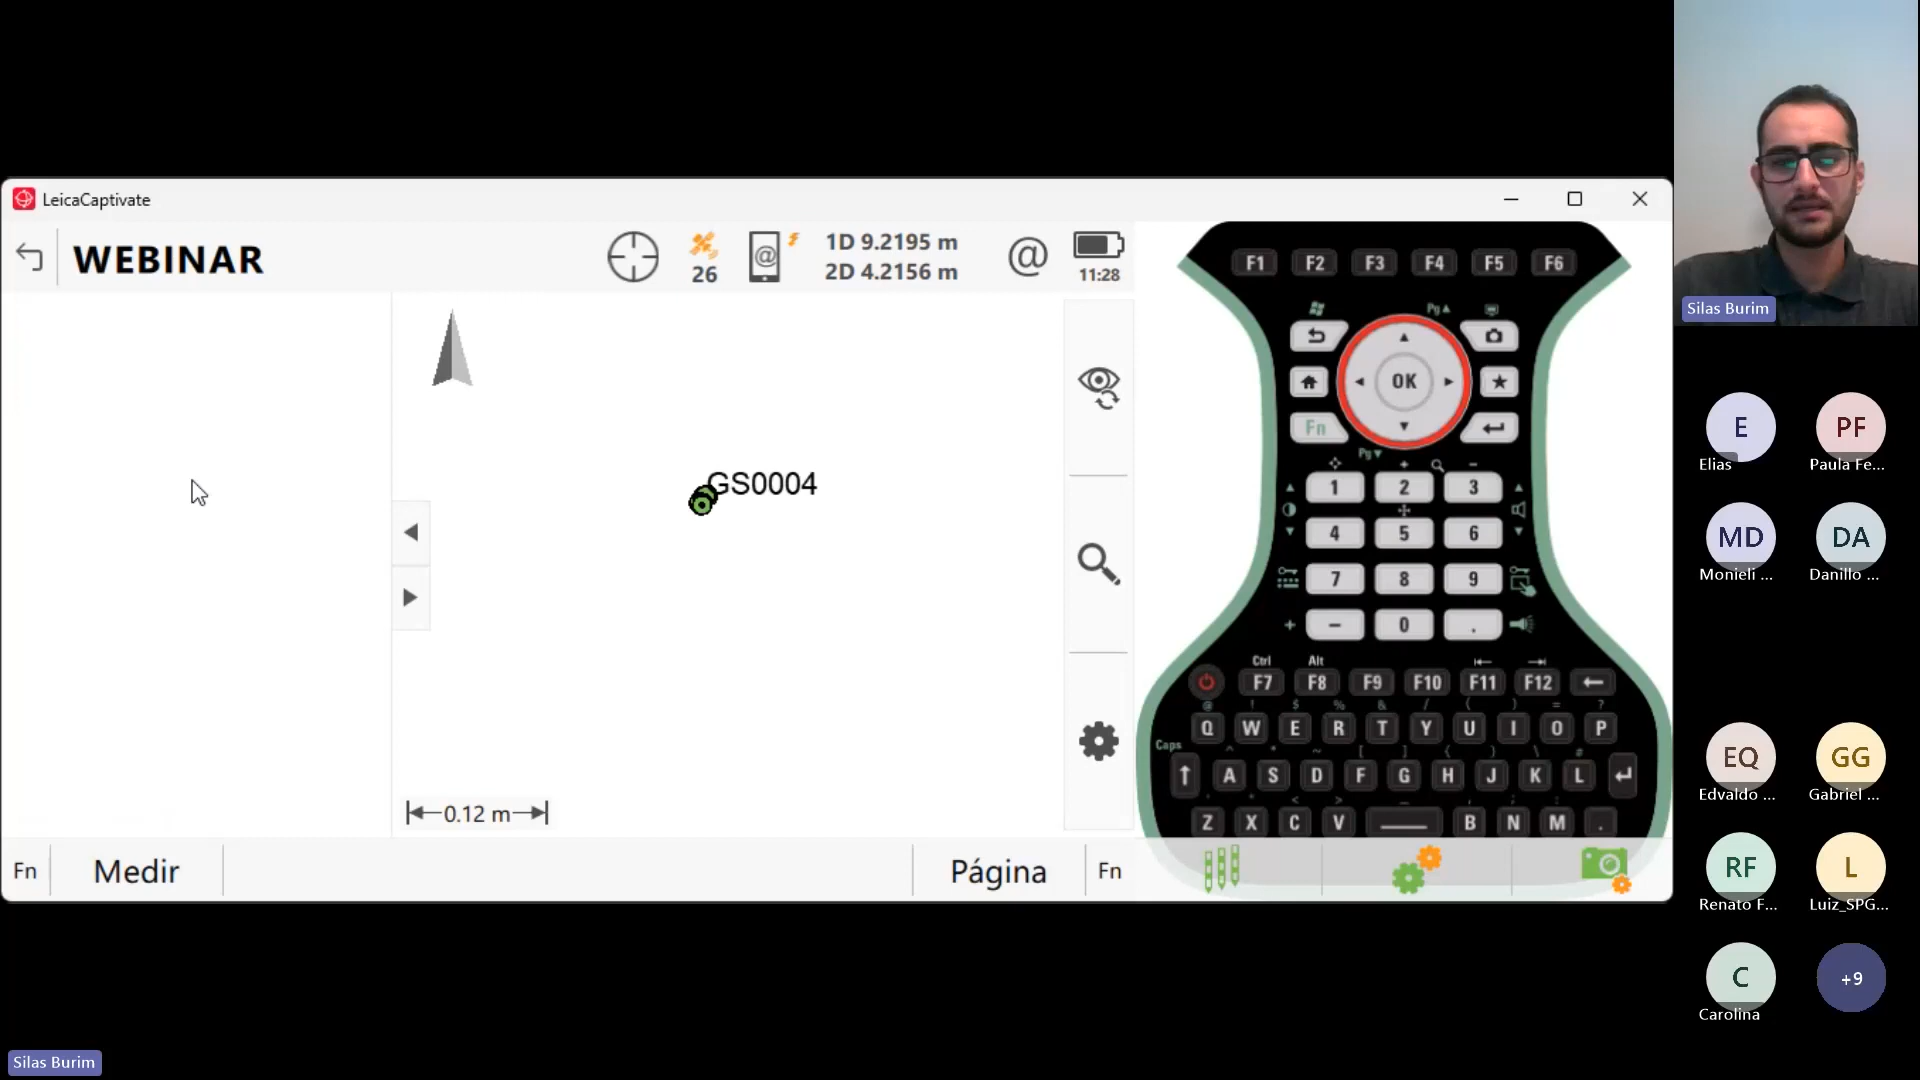 LeicaCaptivate
WEBINAR
26
@
1D 9.2195 m
2D 4.2156 m
@
11:28
GS0004
0.12 m
Fn
Medir
Página
Fn
F1 F2 F3 F4 F5 F6
Pg
OK
Fn
Pg
1 2 3
4 5 6
7 8 9
+ - 0 .
Ctrl Alt
F7 F8 F9 F10 F11 F12
@ ! $ % & / ( ) = ?
Q W E R T Y U I O P
Caps
A S D F G H J K L
Z X C V B N M .
Silas Burim
E
Elias
PF
Paula Fe...
MD
Monieli ...
DA
Danillo ...
EQ
Edvaldo ...
GG
Gabriel ...
RF
Renato F...
L
Luiz_SPG...
C
Carolina
+9
Silas Burim